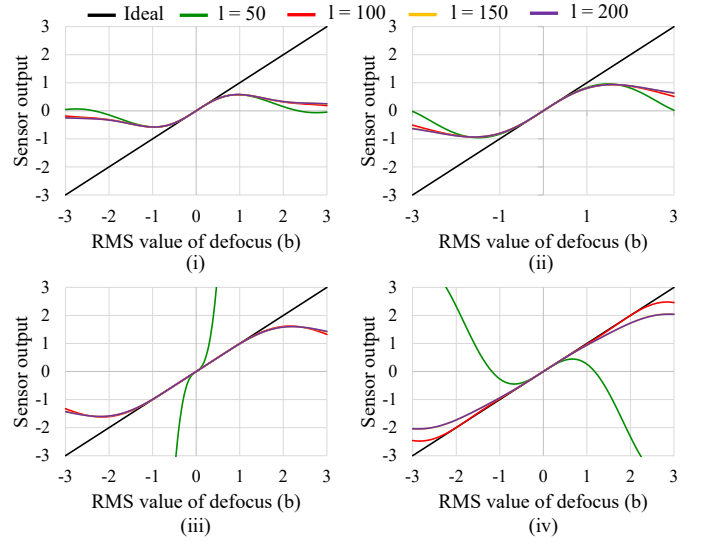 Ideal l = 50 l = 100 l = 150 l = 200
3 3
2 2
1 1
0 0
-1 -1
-2 -2
-3 -3
Sensor output Sensor output
-3 -2 -1 0 1 2 3 -3 -2 -1 0 1 2 3
RMS value of defocus (b) RMS value of defocus (b)
(i) (ii)
3 3
2 2
1 1
0 0
-1 -1
-2 -2
-3 -3
Sensor output Sensor output
-3 -2 -1 0 1 2 3 -3 -2 -1 0 1 2 3
RMS value of defocus (b) RMS value of defocus (b)
(iii) (iv)